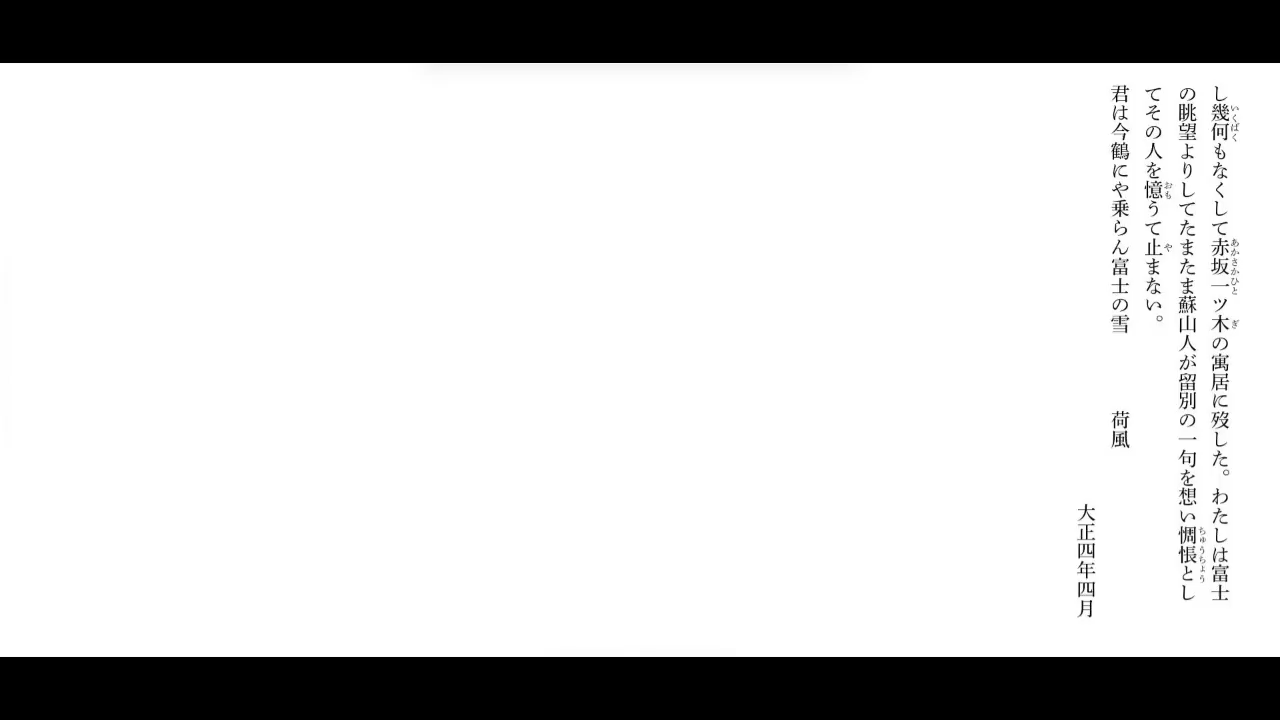 し幾何もなくして赤坂一ツ木の寓居に歿した。わたしは富士
の眺望よりしてたまたま蘇山人が留別の一句を想い惆悵とし
てその人を憶うて止まない。
君は今鶴にや乗らん富士の雪　　　　荷風
大正四年四月